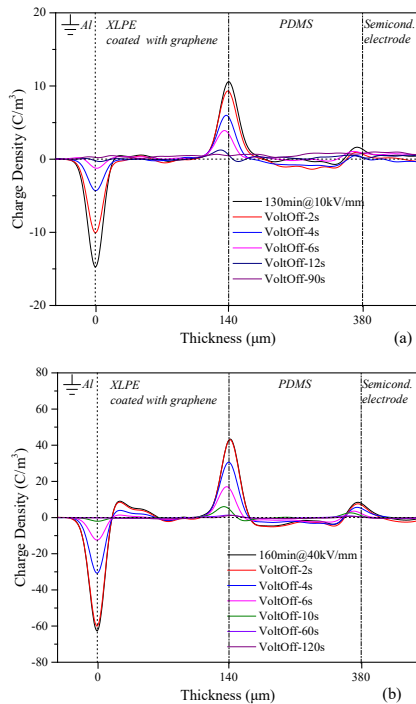 20
10
0
-10
-20
Charge Density (C/m³)
Al
XLPE
coated with graphene
PDMS
Semicond.
electrode
130min@10kV/mm
VoltOff-2s
VoltOff-4s
VoltOff-6s
VoltOff-12s
VoltOff-90s
0
140
380
Thickness (μm)
(a)
80
60
40
20
0
-20
-40
-60
-80
Charge Density (C/m³)
Al
XLPE
coated with graphene
PDMS
Semicond.
electrode
160min@40kV/mm
VoltOff-2s
VoltOff-4s
VoltOff-6s
VoltOff-10s
VoltOff-60s
VoltOff-120s
0
140
380
Thickness (μm)
(b)